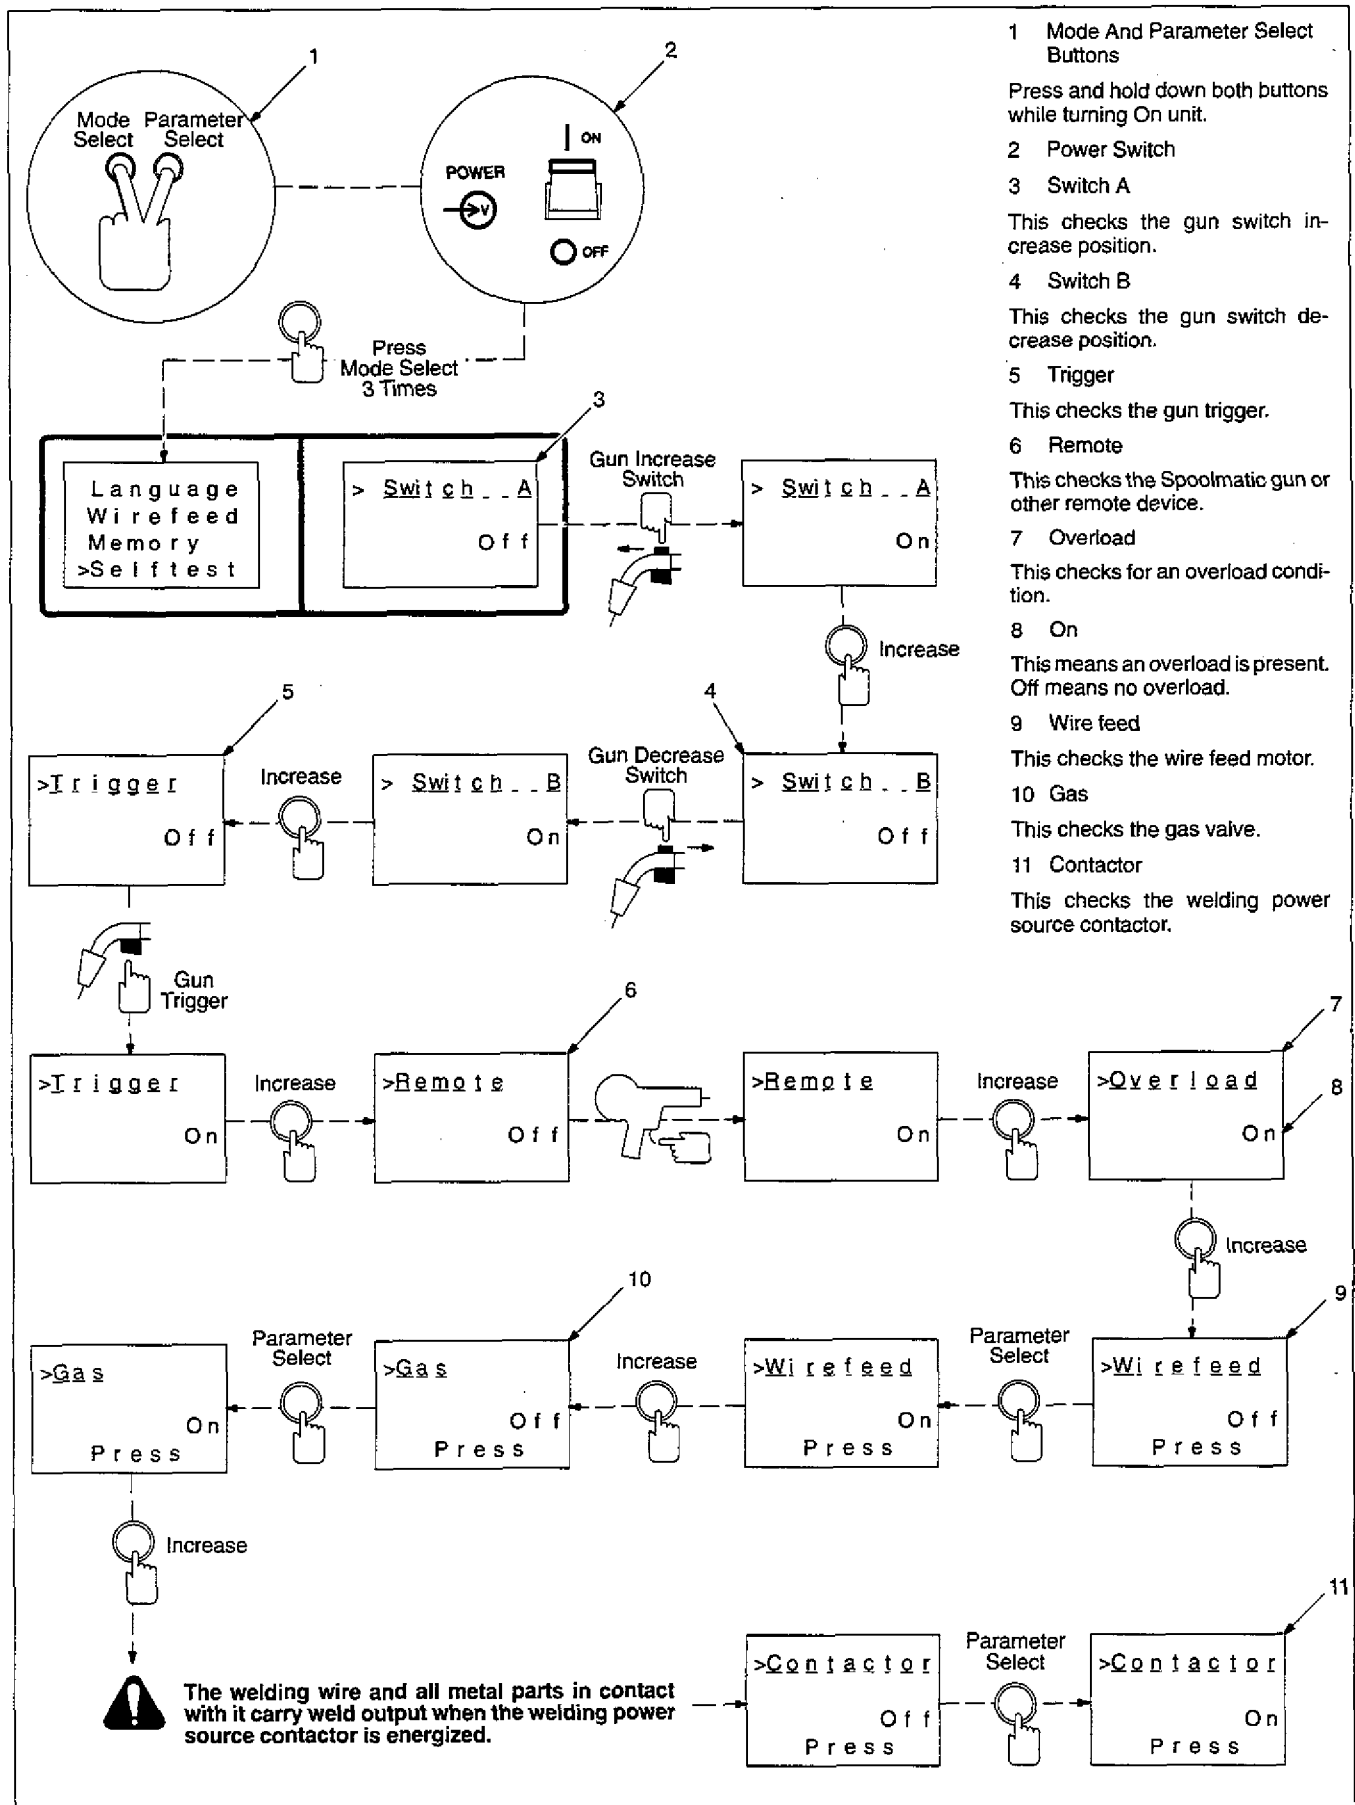 1
Mode Select
Parameter Select
2
POWER
V
ON
OFF
Press
Mode Select
3 Times
3
Language
Wirefeed
Memory
>Selftest
> Switch__A
Off
Gun Increase
Switch
> Switch__A
On
Increase
4
> Switch__B
Off
Gun Decrease
Switch
> Switch__B
On
Increase
5
>Trigger
Off
Gun
Trigger
>Trigger
On
Increase
6
>Remote
Off
>Remote
On
Increase
7
>Overload
On
8
Increase
9
>Wirefeed
Off
Press
Parameter
Select
>Wirefeed
On
Press
Increase
10
>Gas
Off
Press
Parameter
Select
>Gas
On
Press
Increase
The welding wire and all metal parts in contact
with it carry weld output when the welding power
source contactor is energized.
>Contactor
Off
Press
Parameter
Select
11
>Contactor
On
Press
1 Mode And Parameter Select
Buttons
Press and hold down both buttons
while turning On unit.
2 Power Switch
3 Switch A
This checks the gun switch in-
crease position.
4 Switch B
This checks the gun switch de-
crease position.
5 Trigger
This checks the gun trigger.
6 Remote
This checks the Spoolmatic gun or
other remote device.
7 Overload
This checks for an overload condi-
tion.
8 On
This means an overload is present.
Off means no overload.
9 Wire feed
This checks the wire feed motor.
10 Gas
This checks the gas valve.
11 Contactor
This checks the welding power
source contactor.